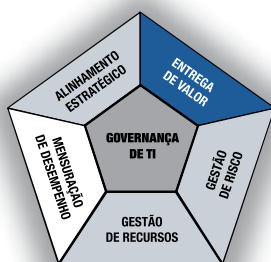 ALINHAMENTO
ESTRATÉGICO
ENTREGA
DE VALOR
MENSURAÇÃO
DE DESEMPENHO
GOVERNANÇA
DE TI
GESTÃO
DE RISCO
GESTÃO
DE RECURSOS